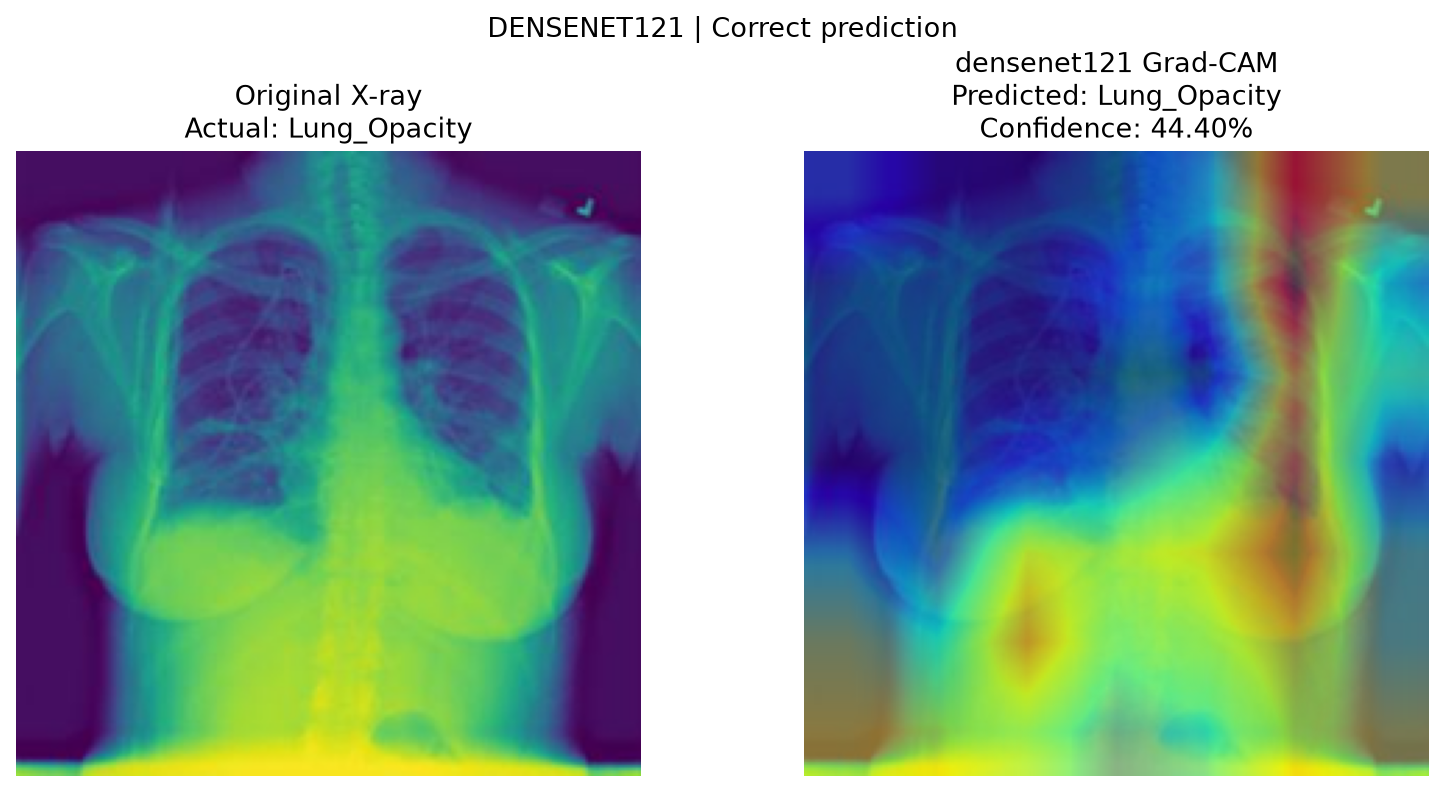 DENSENET121 | Correct prediction
Original X-ray
Actual: Lung_Opacity
densenet121 Grad-CAM
Predicted: Lung_Opacity
Confidence: 44.40%